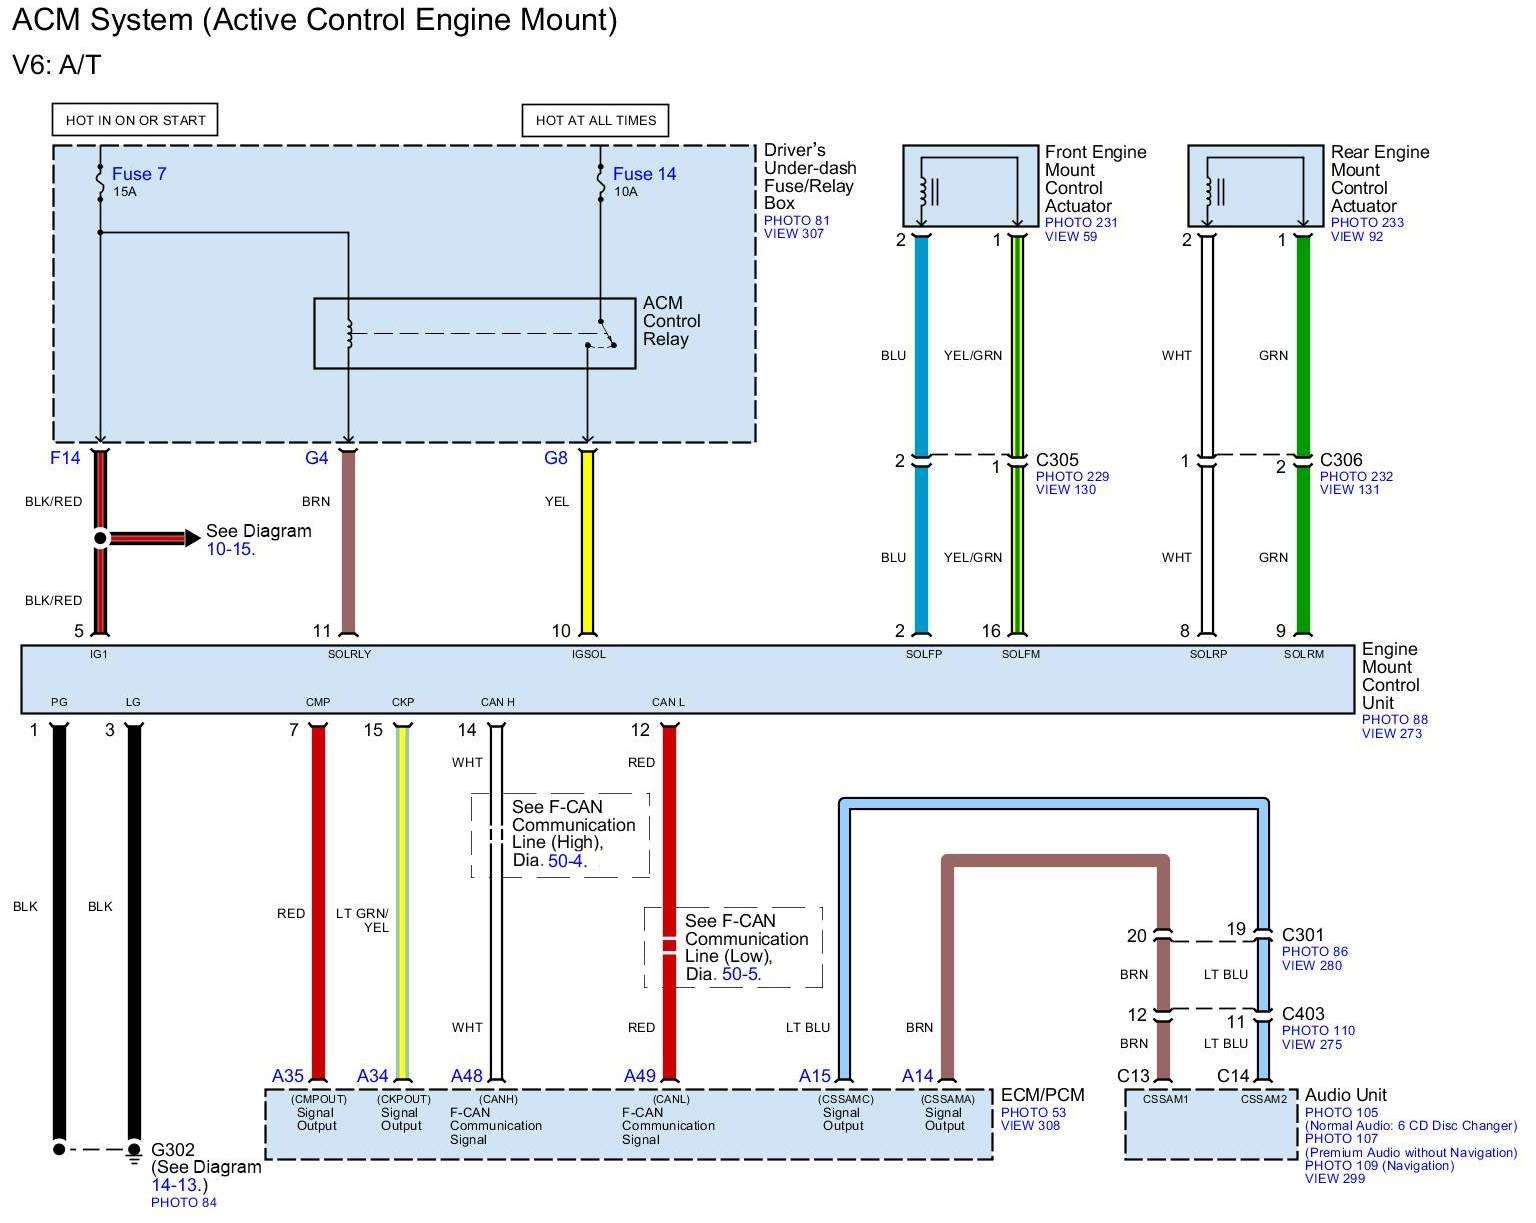 ACM System (Active Control Engine Mount)
V6: A/T
HOT IN ON OR START
HOT AT ALL TIMES
Fuse 7
15A
Fuse 14
10A
Driver's
Under-dash
Fuse/Relay
Box
PHOTO 81
VIEW 307
Front Engine
Mount
Control
Actuator
PHOTO 231
VIEW 59
Rear Engine
Mount
Control
Actuator
PHOTO 233
VIEW 92
2
1
2
1
ACM
Control
Relay
BLU
YEL/GRN
WHT
GRN
F14
G4
G8
2
1
C305
PHOTO 229
VIEW 130
1
2
C306
PHOTO 232
VIEW 131
BLK/RED
BRN
YEL
See Diagram
10-15.
BLU
YEL/GRN
WHT
GRN
BLK/RED
5
11
10
2
16
8
9
IG1
SOLRLY
IGSOL
SOLFP
SOLFM
SOLRP
SOLRM
Engine
Mount
Control
Unit
PHOTO 88
VIEW 273
PG
LG
CMP
CKP
CAN H
CAN L
1
3
7
15
14
12
WHT
RED
See F-CAN
Communication
Line (High),
Dia. 50-4.
BLK
BLK
RED
LT GRN/
YEL
See F-CAN
Communication
Line (Low),
Dia. 50-5.
20
19
C301
PHOTO 86
VIEW 280
BRN
LT BLU
12
11
C403
PHOTO 110
VIEW 275
WHT
RED
LT BLU
BRN
BRN
LT BLU
A35
A34
A48
A49
A15
A14
C13
C14
(CMPOUT)
Signal
Output
(CKPOUT)
Signal
Output
(CANH)
F-CAN
Communication
Signal
(CANL)
F-CAN
Communication
Signal
(CSSAMC)
Signal
Output
(CSSAMA)
Signal
Output
ECM/PCM
PHOTO 53
VIEW 308
CSSAM1
CSSAM2
Audio Unit
PHOTO 105
(Normal Audio: 6 CD Disc Changer)
PHOTO 107
(Premium Audio without Navigation)
PHOTO 109 (Navigation)
VIEW 299
G302
(See Diagram
14-13.)
PHOTO 84